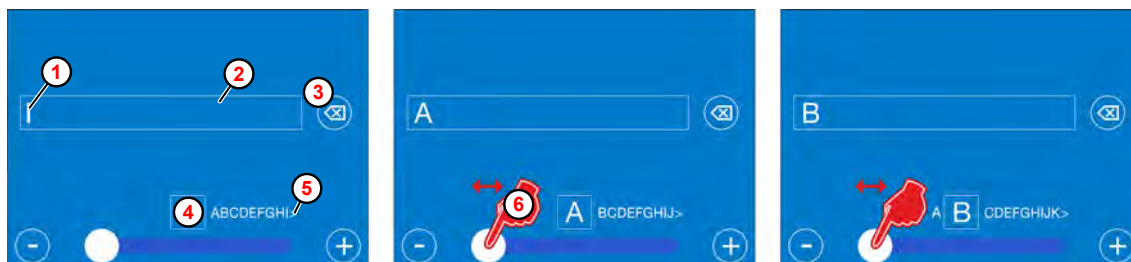 1
2
3
I
4
ABCDEFGHI>
5
-
+
A
6
A BCDEFGHIJ>
-
+
B
A B CDEFGHIJK>
-
+